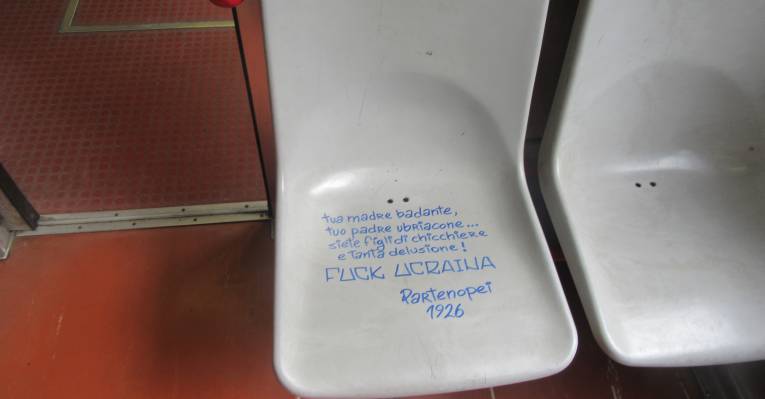 tua madre badante,
tuo padre ubriacone...
siete figli di chicchiere
e tanta delusione!
FUCK UCRAINA
Partenopei
1926